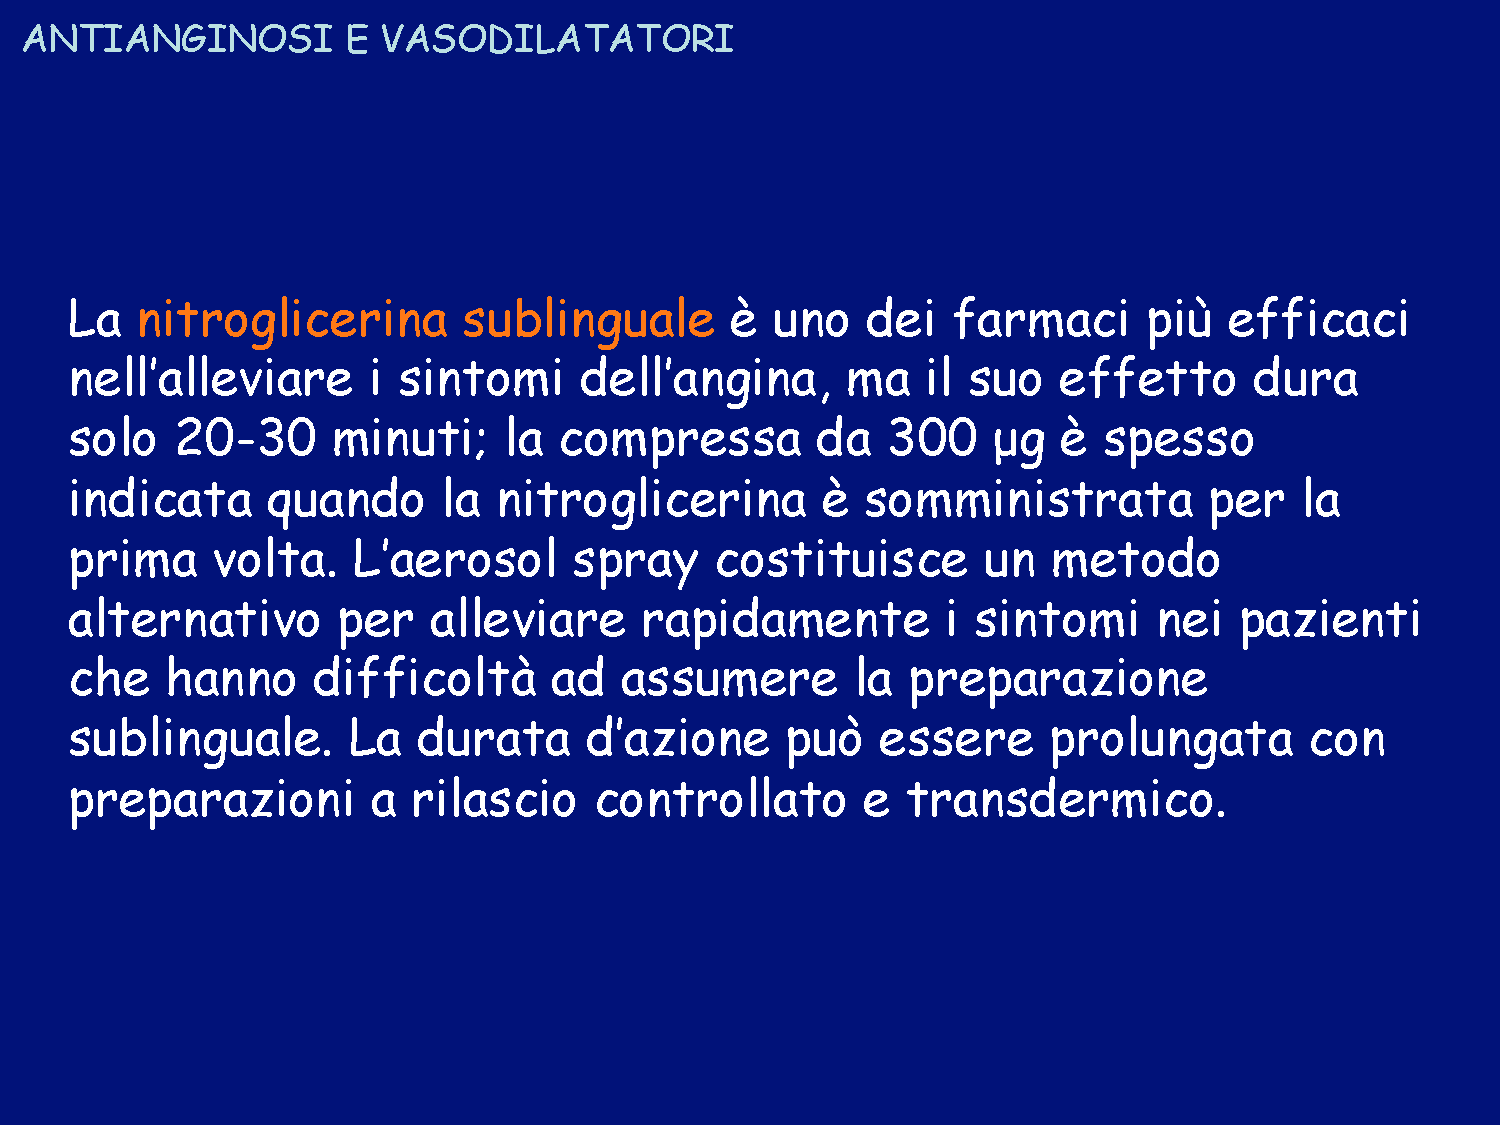 ANTIANGINOSI E VASODILATATORI
La nitroglicerina sublinguale è uno dei farmaci più efficaci
nell’alleviare i sintomi dell’angina, ma il suo effetto dura
solo 20-30 minuti; la compressa da 300 µg è spesso
indicata quando la nitroglicerina è somministrata per la
prima volta. L’aerosol spray costituisce un metodo
alternativo per alleviare rapidamente i sintomi nei pazienti
che hanno difficoltà ad assumere la preparazione
sublinguale. La durata d’azione può essere prolungata con
preparazioni a rilascio controllato e transdermico.